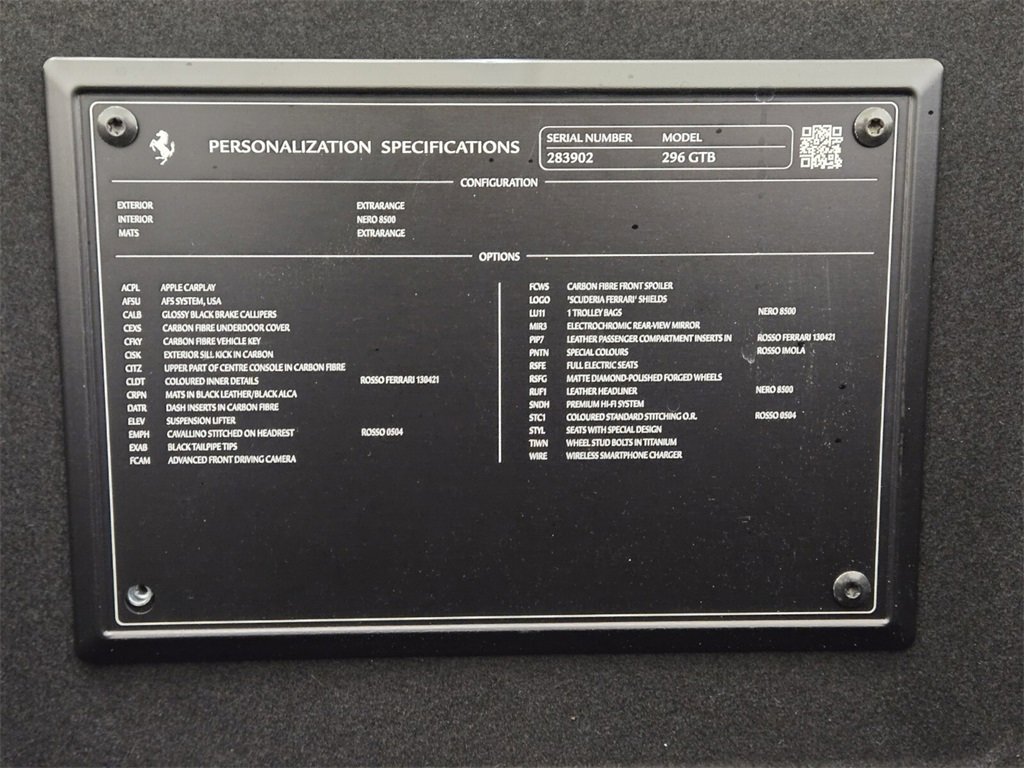 PERSONALIZATION SPECIFICATIONS
SERIAL NUMBER MODEL
283902 296 GTB
CONFIGURATION
EXTERIOR EXTRARANGE
INTERIOR NERO 8500
MATS EXTRARANGE
OPTIONS
ACPL APPLE CARPLAY
AFSU AFS SYSTEM, USA
CALB GLOSSY BLACK BRAKE CALLIPERS
CEXS CARBON FIBRE UNDERDOOR COVER
CFKY CARBON FIBRE VEHICLE KEY
CISK EXTERIOR SILL KICK IN CARBON
CITZ UPPER PART OF CENTRE CONSOLE IN CARBON FIBRE
CLDT COLOURED INNER DETAILS ROSSO FERRARI 130421
CRPN MATS IN BLACK LEATHER/BLACK ALCA
DATR DASH INSERTS IN CARBON FIBRE
ELEV SUSPENSION LIFTER
EMPH CAVALLINO STITCHED ON HEADREST ROSSO 0504
EXAB BLACK TAILPIPE TIPS
FCAM ADVANCED FRONT DRIVING CAMERA
FCWS CARBON FIBRE FRONT SPOILER
LOGO 'SCUDERIA FERRARI' SHIELDS
LU11 1 TROLLEY BAGS NERO 8500
MIR3 ELECTROCHROMIC REAR-VIEW MIRROR
PIP7 LEATHER PASSENGER COMPARTMENT INSERTS IN ROSSO FERRARI 130421
PNTN SPECIAL COLOURS ROSSO IMOLA
RSFE FULL ELECTRIC SEATS
RSFG MATTE DIAMOND-POLISHED FORGED WHEELS
RUF1 LEATHER HEADLINER NERO 8500
SNDH PREMIUM HI-FI SYSTEM
STC1 COLOURED STANDARD STITCHING O.R. ROSSO 0504
STYL SEATS WITH SPECIAL DESIGN
TIWN WHEEL STUD BOLTS IN TITANIUM
WIRE WIRELESS SMARTPHONE CHARGER